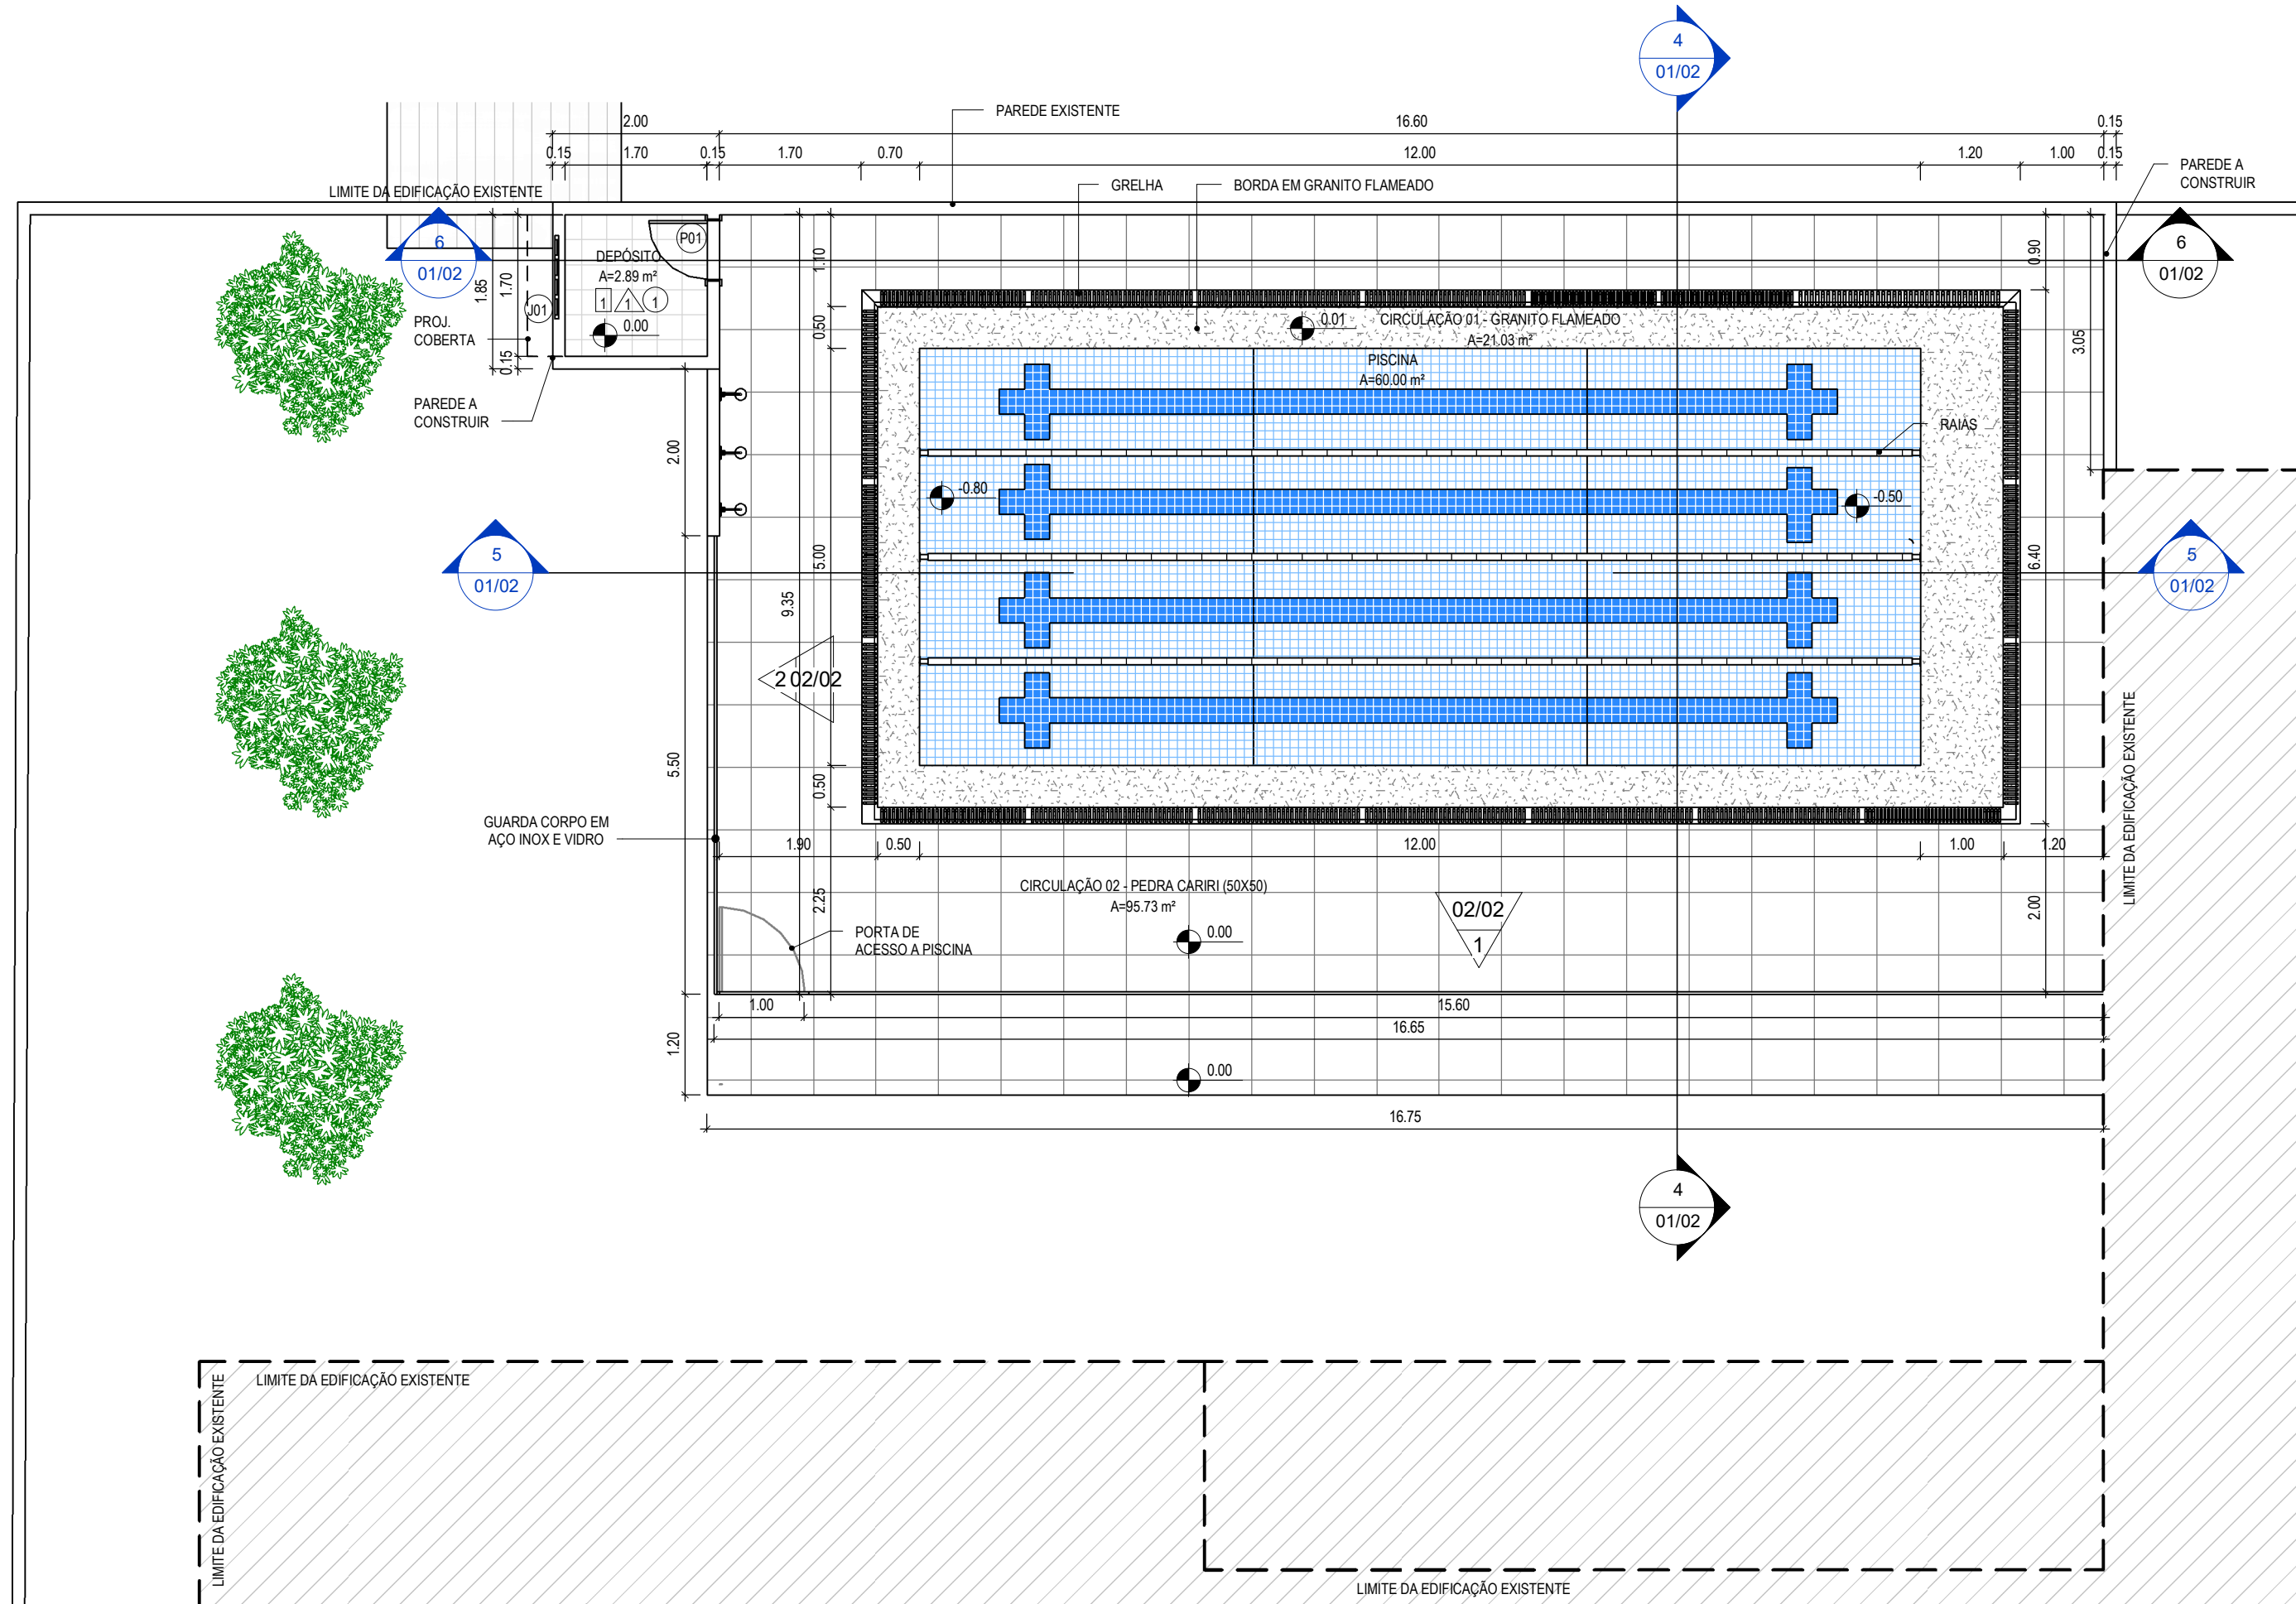 4
01/02
PAREDE EXISTENTE
2.00
16.60
0.15
0.15
1.70
0.15
1.70
0.70
12.00
1.20
1.00
0.15
PAREDE A
CONSTRUIR
LIMITE DA EDIFICAÇÃO EXISTENTE
GRELHA
BORDA EM GRANITO FLAMEADO
6
01/02
DEPÓSITO
A=2.89 m²
1
1
1
0.00
P01
J01
1.85
1.70
0.15
PROJ.
COBERTA
PAREDE A
CONSTRUIR
1.10
0.50
0.01
CIRCULAÇÃO 01 - GRANITO FLAMEADO
A=21.03 m²
PISCINA
A=60.00 m²
0.90
6
01/02
3.05
RAIAS
2.00
-0.80
-0.50
5
01/02
5.00
9.35
6.40
5
01/02
2
02/02
5.50
0.50
LIMITE DA EDIFICAÇÃO EXISTENTE
GUARDA CORPO EM
AÇO INOX E VIDRO
1.90
0.50
12.00
1.00
1.20
2.25
CIRCULAÇÃO 02 - PEDRA CARIRI (50X50)
A=95.73 m²
02/02
1
2.00
PORTA DE
ACESSO A PISCINA
0.00
1.00
15.60
16.65
1.20
0.00
16.75
4
01/02
LIMITE DA EDIFICAÇÃO EXISTENTE
LIMITE DA EDIFICAÇÃO EXISTENTE
LIMITE DA EDIFICAÇÃO EXISTENTE